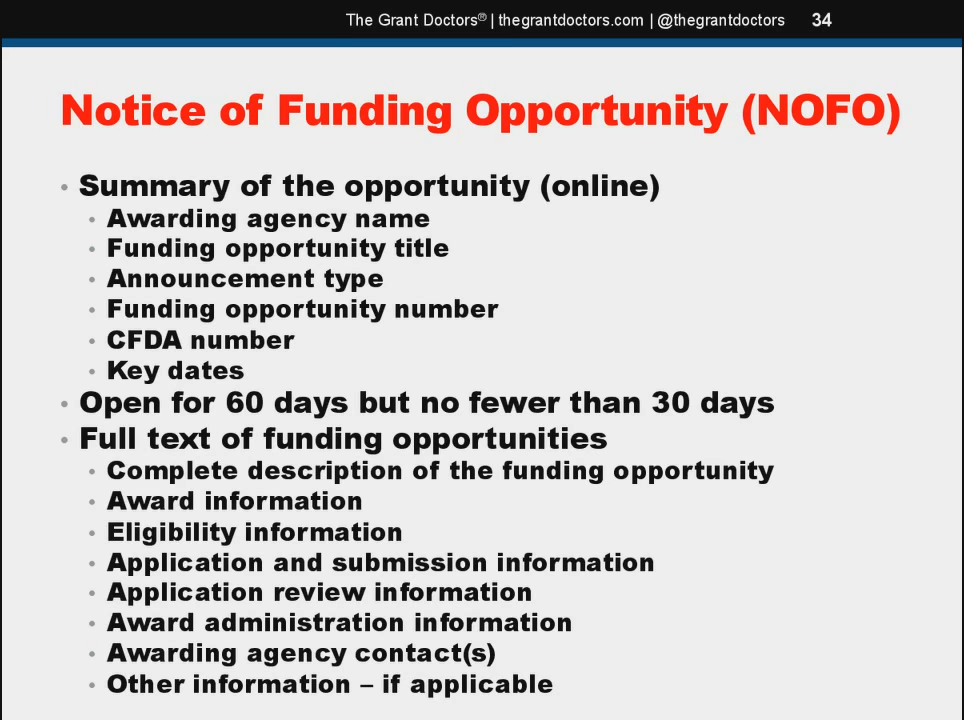 The Grant Doctors® | thegrantdoctors.com | @thegrantdoctors 34
Notice of Funding Opportunity (NOFO)
• Summary of the opportunity (online)
• Awarding agency name
• Funding opportunity title
• Announcement type
• Funding opportunity number
• CFDA number
• Key dates
• Open for 60 days but no fewer than 30 days
• Full text of funding opportunities
• Complete description of the funding opportunity
• Award information
• Eligibility information
• Application and submission information
• Application review information
• Award administration information
• Awarding agency contact(s)
• Other information – if applicable